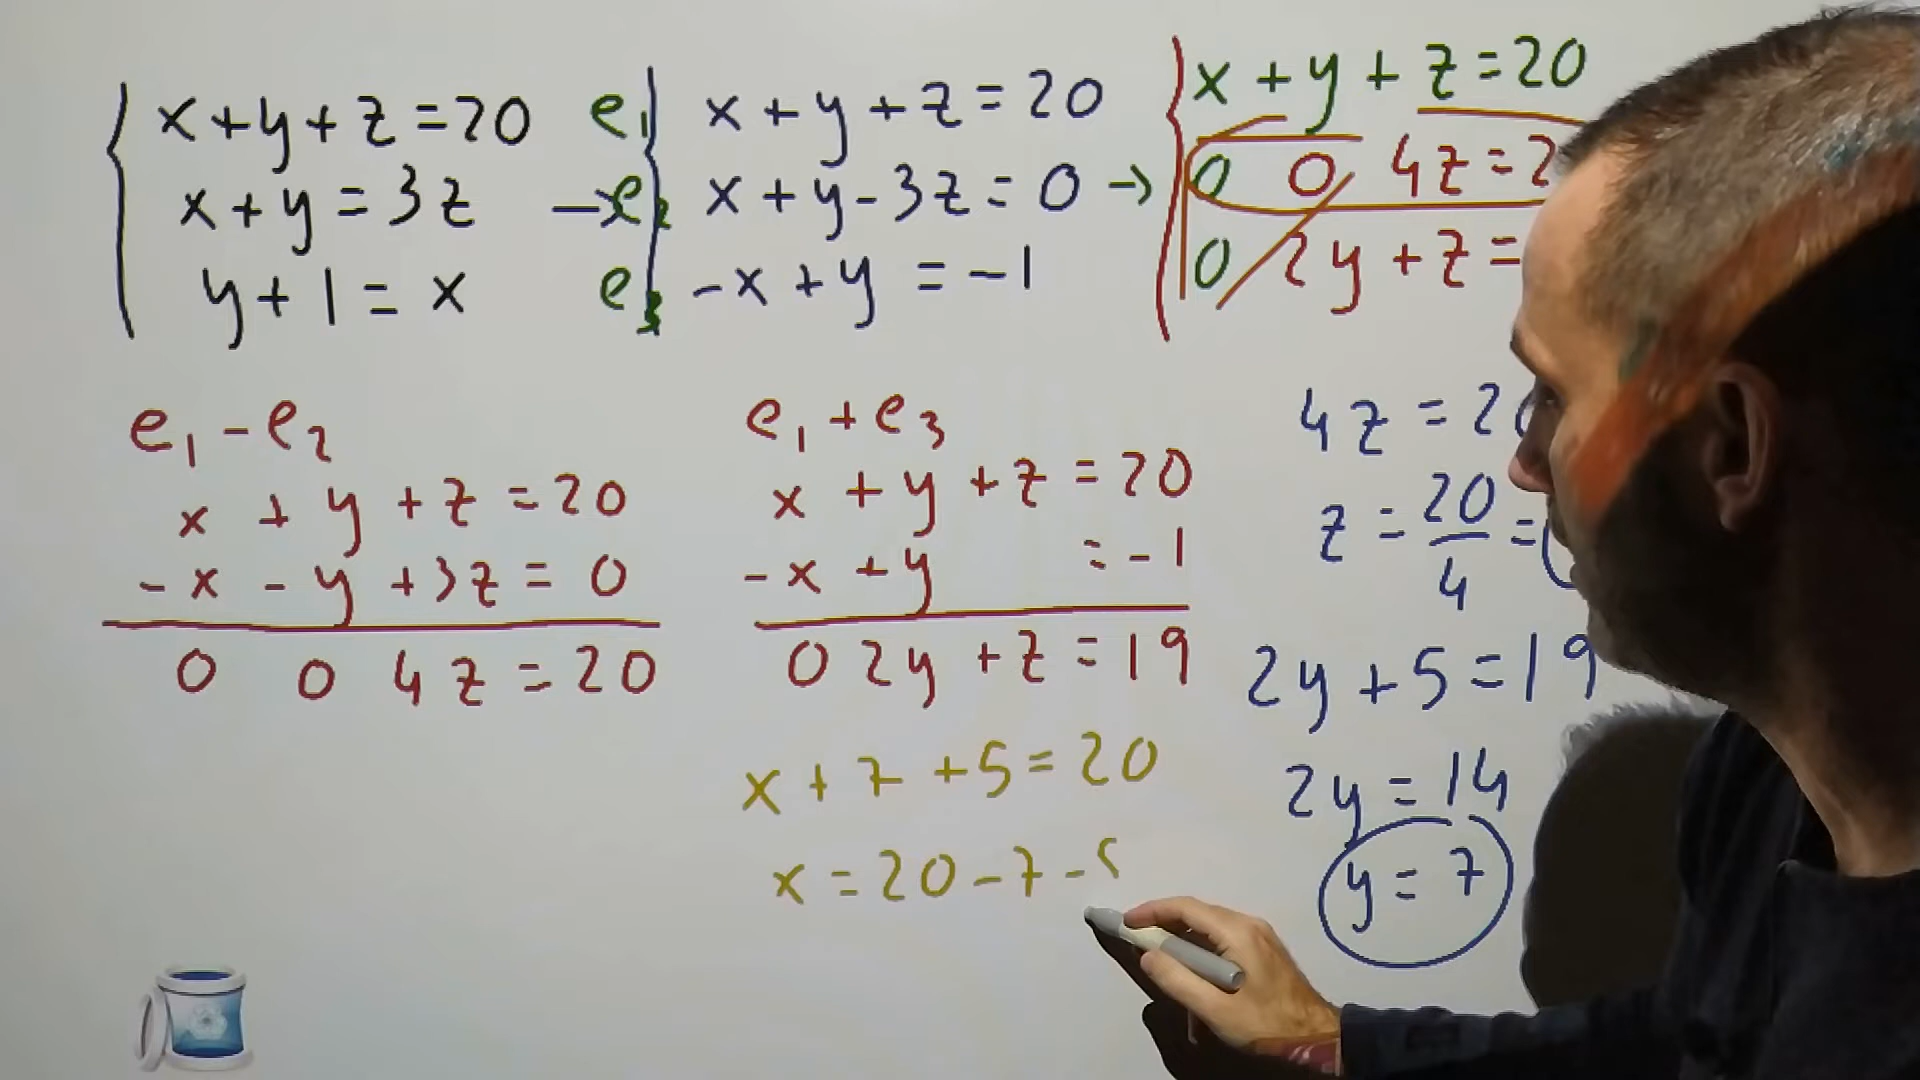 x+y+z=20
x+y=3z
y+1=x
e1 x+y+z=20
-e2 x+y-3z=0 →
e3 -x+y=-1
x+y+z=20
0 0 4z=2
0 2y+z=
e1-e2
x+y+z=20
-x-y+3z=0
0 0 4z=20
e1+e3
x+y+z=20
-x+y=-1
0 2y+z=19
x+7+5=20
x=20-7-5
4z=20
z=20/4=
2y+5=19
2y=14
y=7